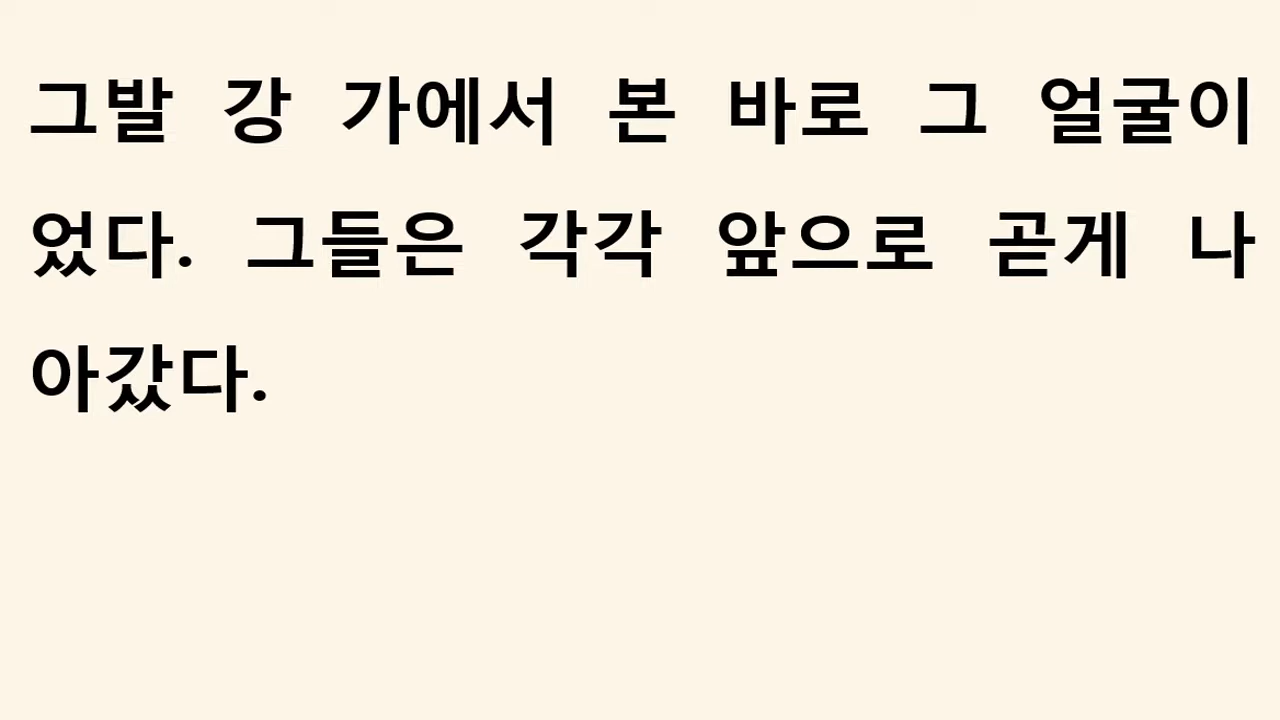 그발 강 가에서 본 바로 그 얼굴이
었다. 그들은 각각 앞으로 곧게 나
아갔다.